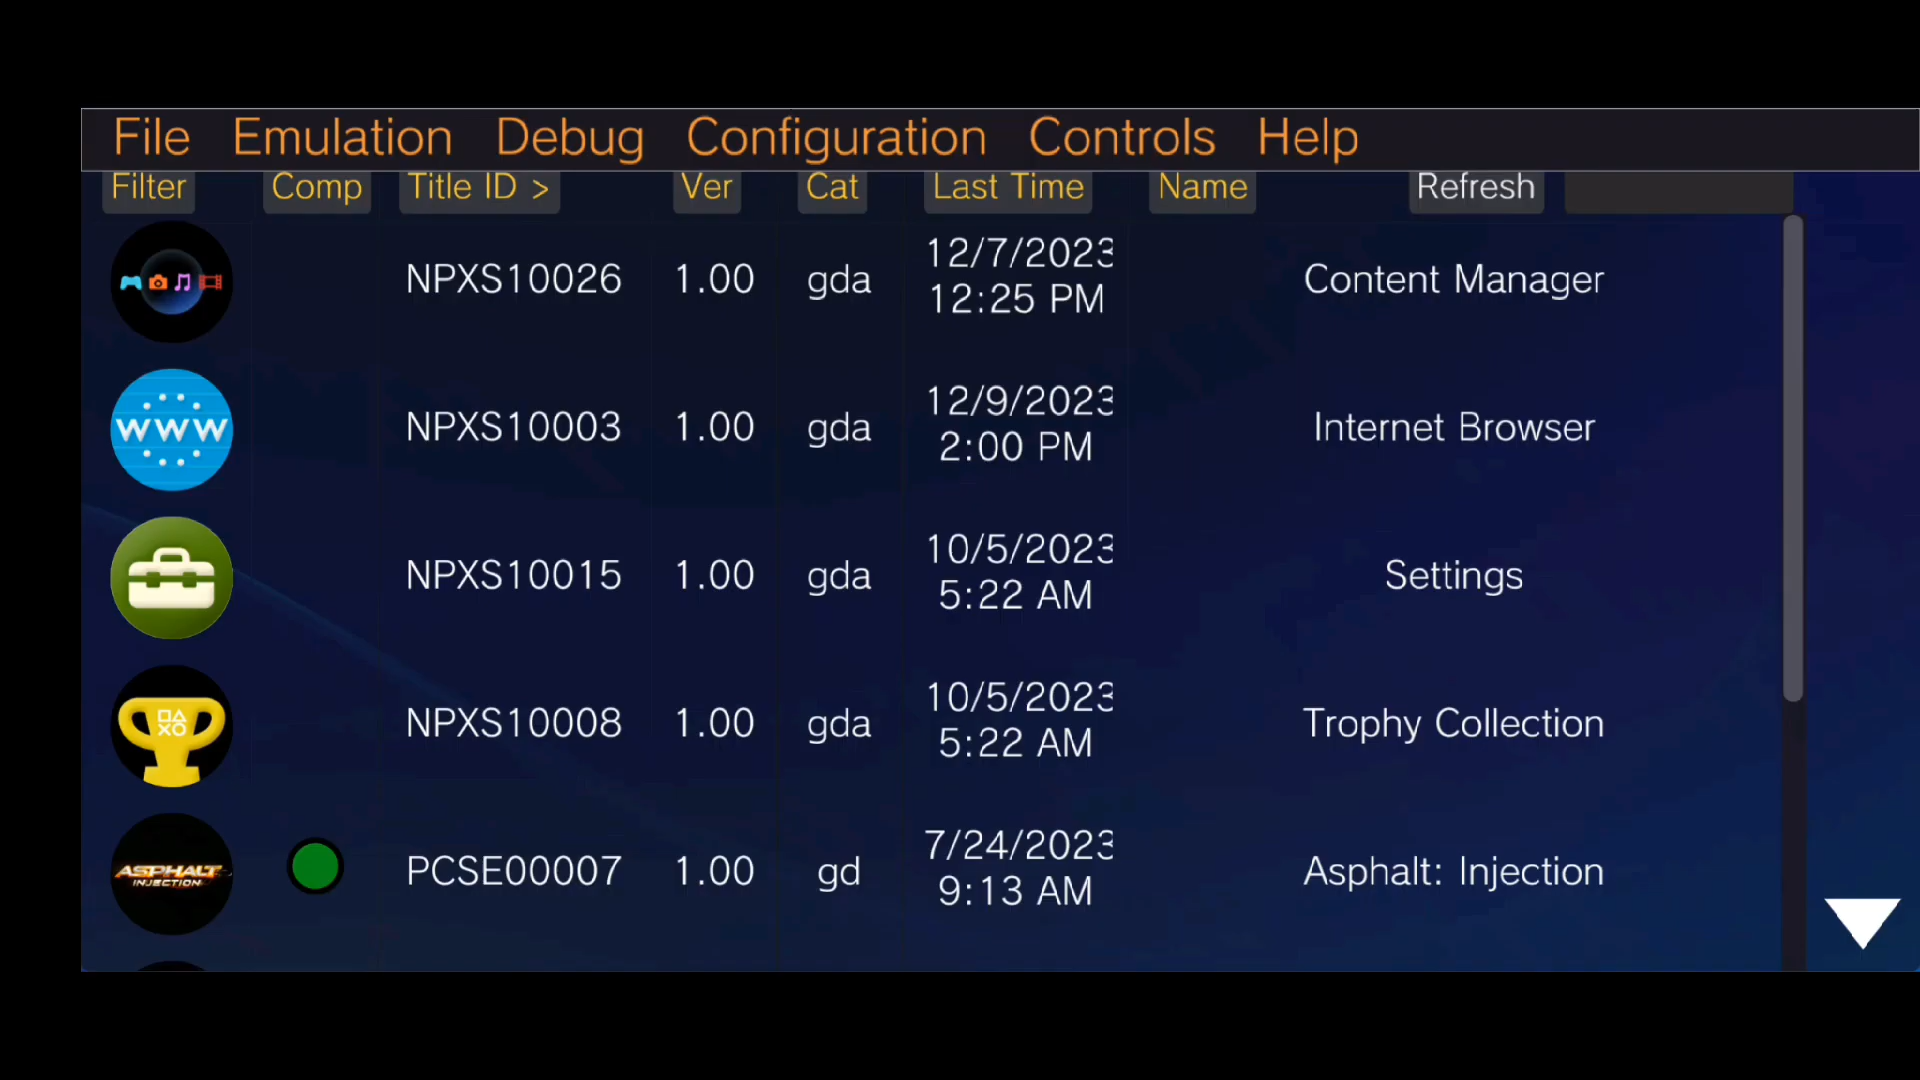 File Emulation Debug Configuration Controls Help
Filter Comp Title ID > Ver Cat Last Time Name Refresh
NPXS10026 1.00 gda 12/7/2023 12:25 PM Content Manager
WWW NPXS10003 1.00 gda 12/9/2023 2:00 PM Internet Browser
NPXS10015 1.00 gda 10/5/2023 5:22 AM Settings
NPXS10008 1.00 gda 10/5/2023 5:22 AM Trophy Collection
ASPHALT INJECTION PCSE00007 1.00 gd 7/24/2023 9:13 AM Asphalt: Injection